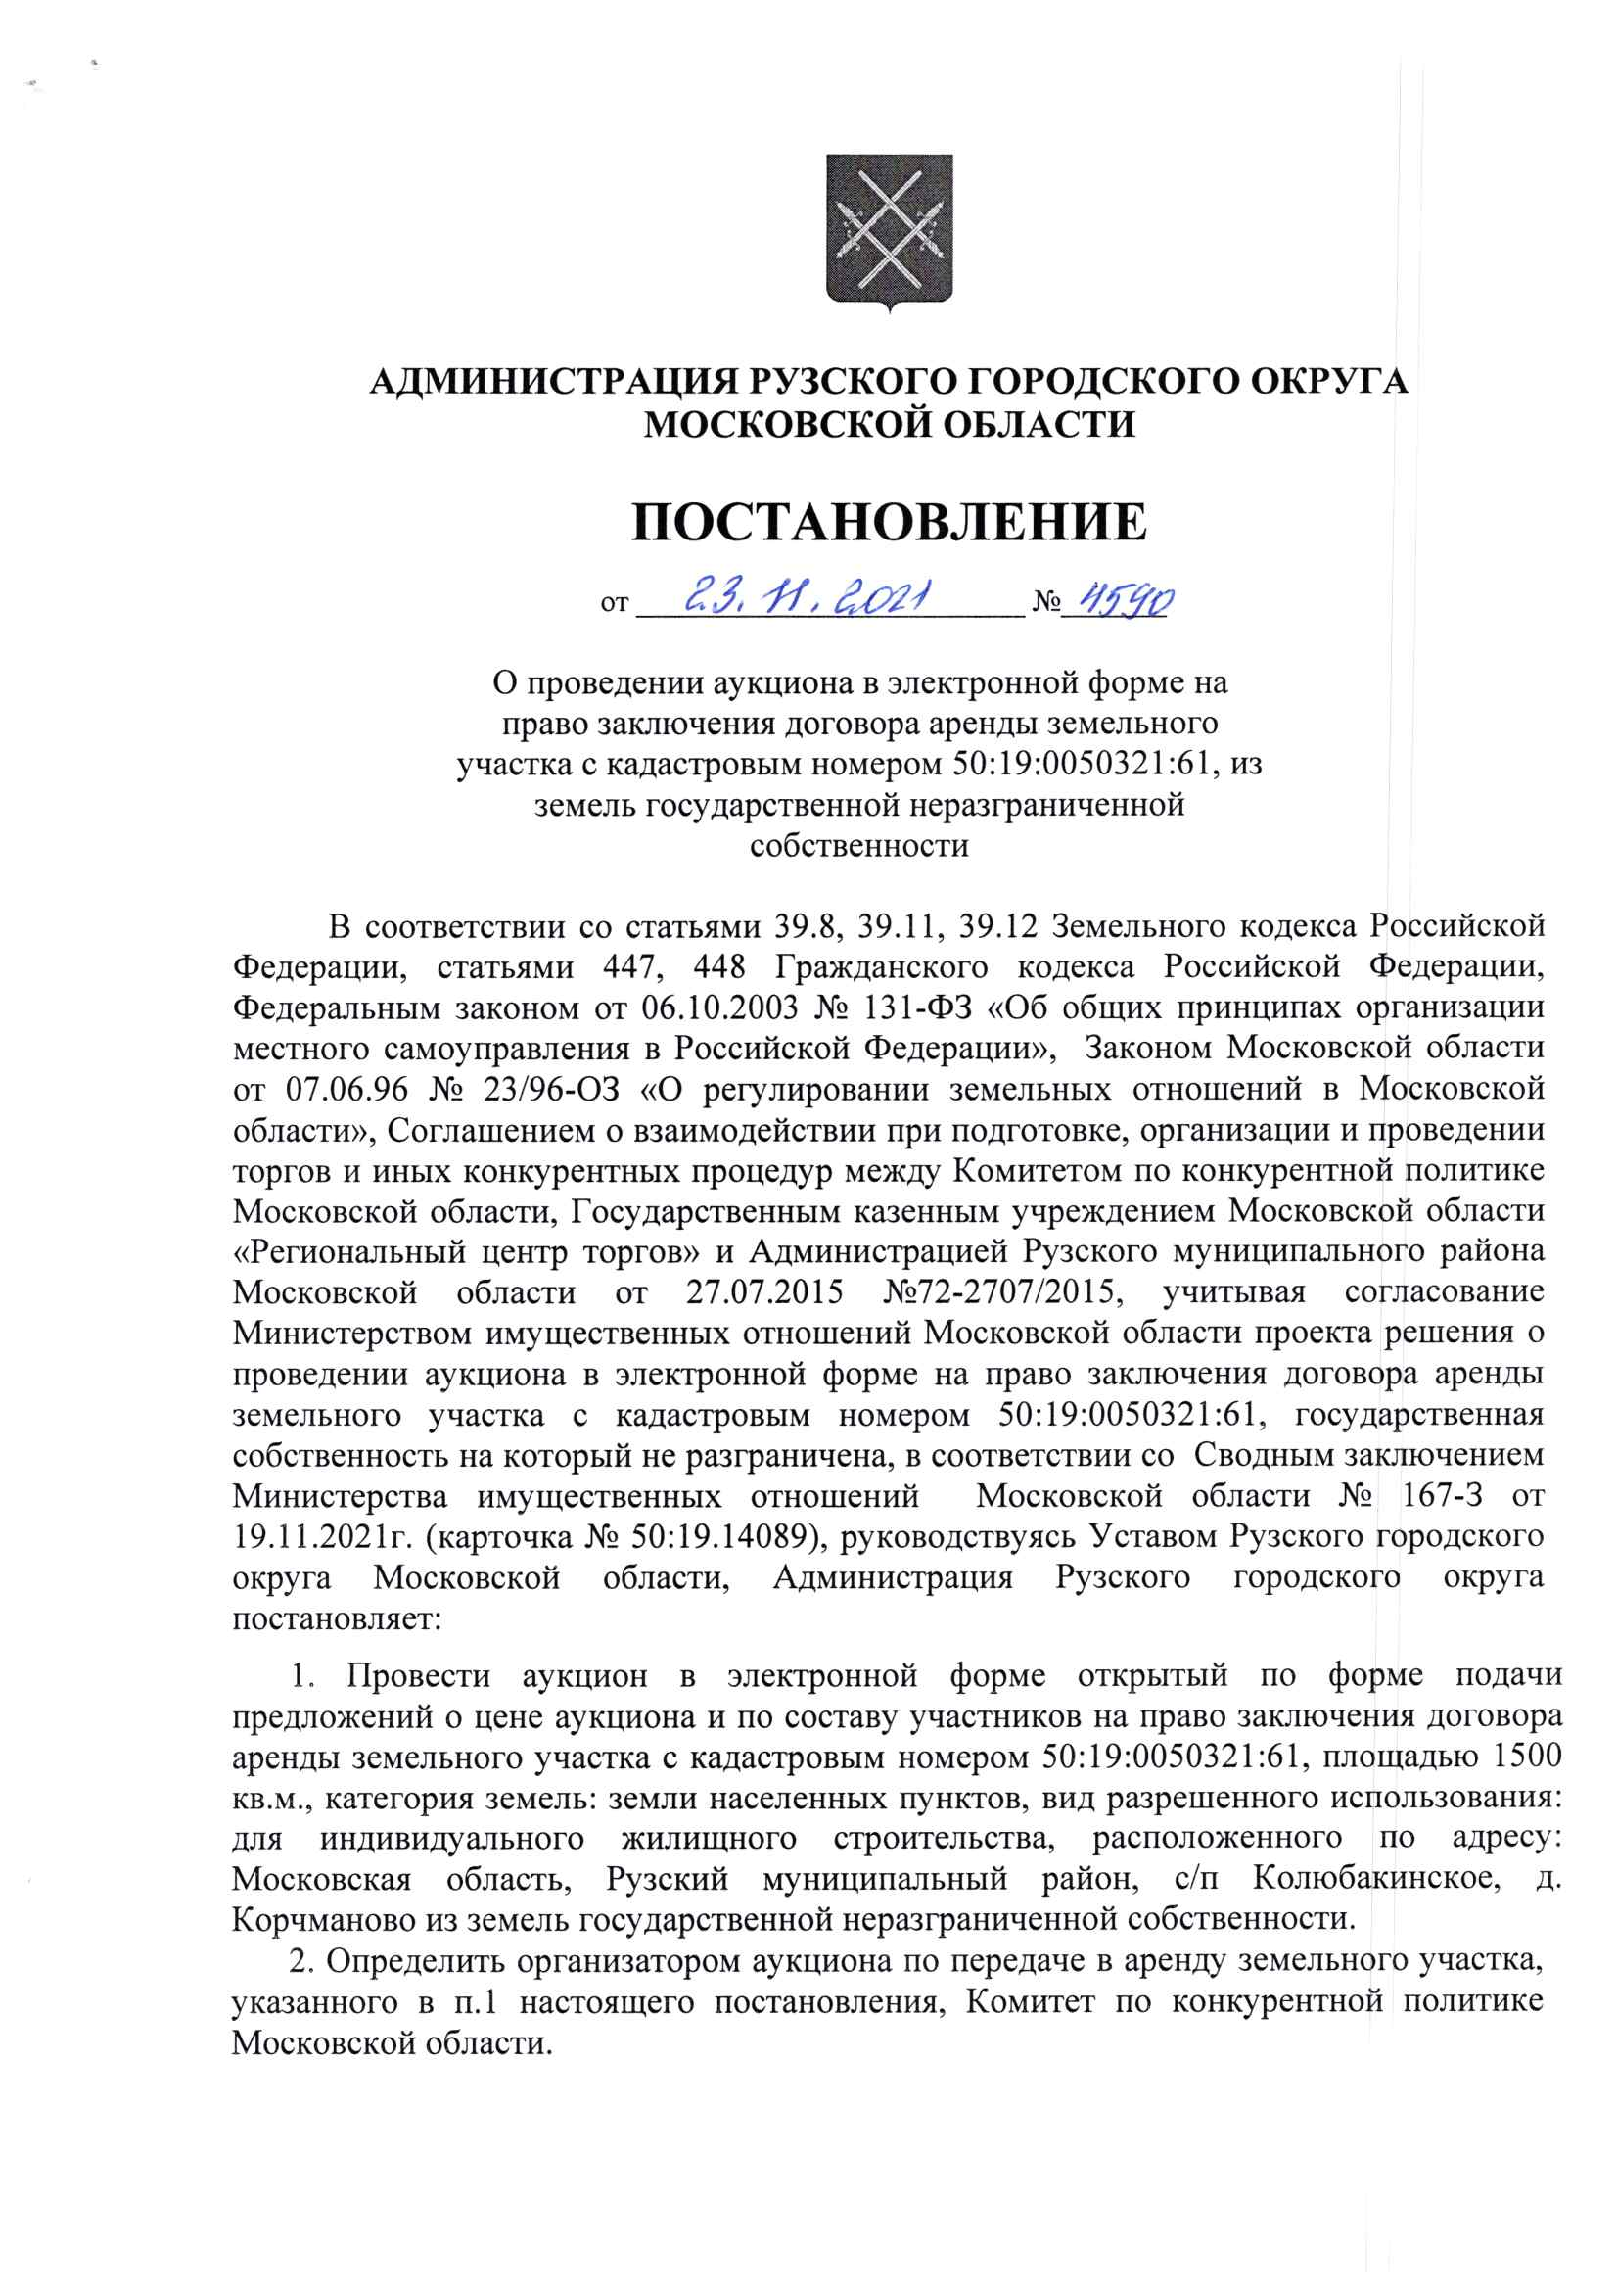 АДМИНИСТРАЦИЯ РУЗСКОГО ГОРОДСКОГО ОКРУГА
МОСКОВСКОЙ ОБЛАСТИ
ПОСТАНОВЛЕНИЕ
от 23.11.2021 № 4590
О проведении аукциона в электронной форме на
право заключения договора аренды земельного
участка с кадастровым номером 50:19:0050321:61, из
земель государственной неразграниченной
собственности
В соответствии со статьями 39.8, 39.11, 39.12 Земельного кодекса Российской
Федерации, статьями 447, 448 Гражданского кодекса Российской Федерации,
Федеральным законом от 06.10.2003 № 131-ФЗ «Об общих принципах организации
местного самоуправления в Российской Федерации», Законом Московской области
от 07.06.96 № 23/96-ОЗ «О регулировании земельных отношений в Московской
области», Соглашением о взаимодействии при подготовке, организации и проведении
торгов и иных конкурентных процедур между Комитетом по конкурентной политике
Московской области, Государственным казенным учреждением Московской области
«Региональный центр торгов» и Администрацией Рузского муниципального района
Московской области от 27.07.2015 №72-2707/2015, учитывая согласование
Министерством имущественных отношений Московской области проекта решения о
проведении аукциона в электронной форме на право заключения договора аренды
земельного участка с кадастровым номером 50:19:0050321:61, государственная
собственность на который не разграничена, в соответствии со Сводным заключением
Министерства имущественных отношений Московской области № 167-З от
19.11.2021г. (карточка № 50:19.14089), руководствуясь Уставом Рузского городского
округа Московской области, Администрация Рузского городского округа
постановляет:
1. Провести аукцион в электронной форме открытый по форме подачи
предложений о цене аукциона и по составу участников на право заключения договора
аренды земельного участка с кадастровым номером 50:19:0050321:61, площадью 1500
кв.м., категория земель: земли населенных пунктов, вид разрешенного использования:
для индивидуального жилищного строительства, расположенного по адресу:
Московская область, Рузский муниципальный район, с/п Колюбакинское, д.
Корчманово из земель государственной неразграниченной собственности.
2. Определить организатором аукциона по передаче в аренду земельного участка,
указанного в п.1 настоящего постановления, Комитет по конкурентной политике
Московской области.